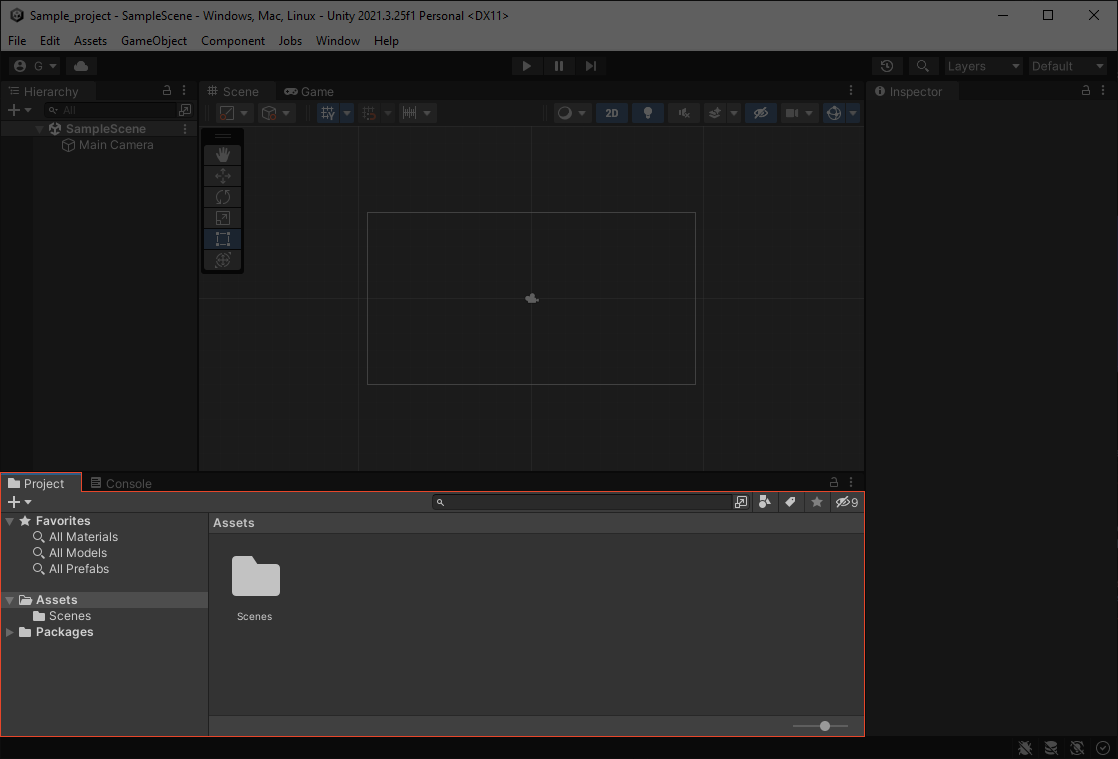 Sample_project - SampleScene - Windows, Mac, Linux - Unity 2021.3.25f1 Personal <DX11>
File Edit Assets GameObject Component Jobs Window Help
G Layers Default
Hierarchy
All
SampleScene
Main Camera
Scene Game
2D
Inspector
Project Console
9
Favorites
All Materials
All Models
All Prefabs
Assets
Scenes
Packages
Assets
Scenes